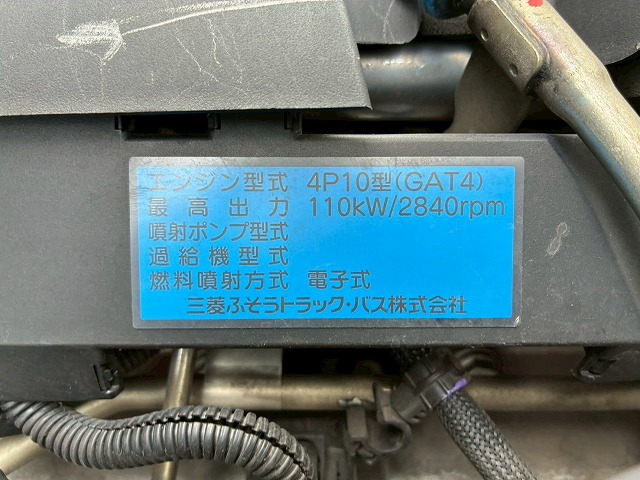 エンジン型式 4P10型(GAT4)
最高出力 110kW/2840rpm
噴射ポンプ型式
過給機型式
燃料噴射方式 電子式
三菱ふそうトラック・バス株式会社